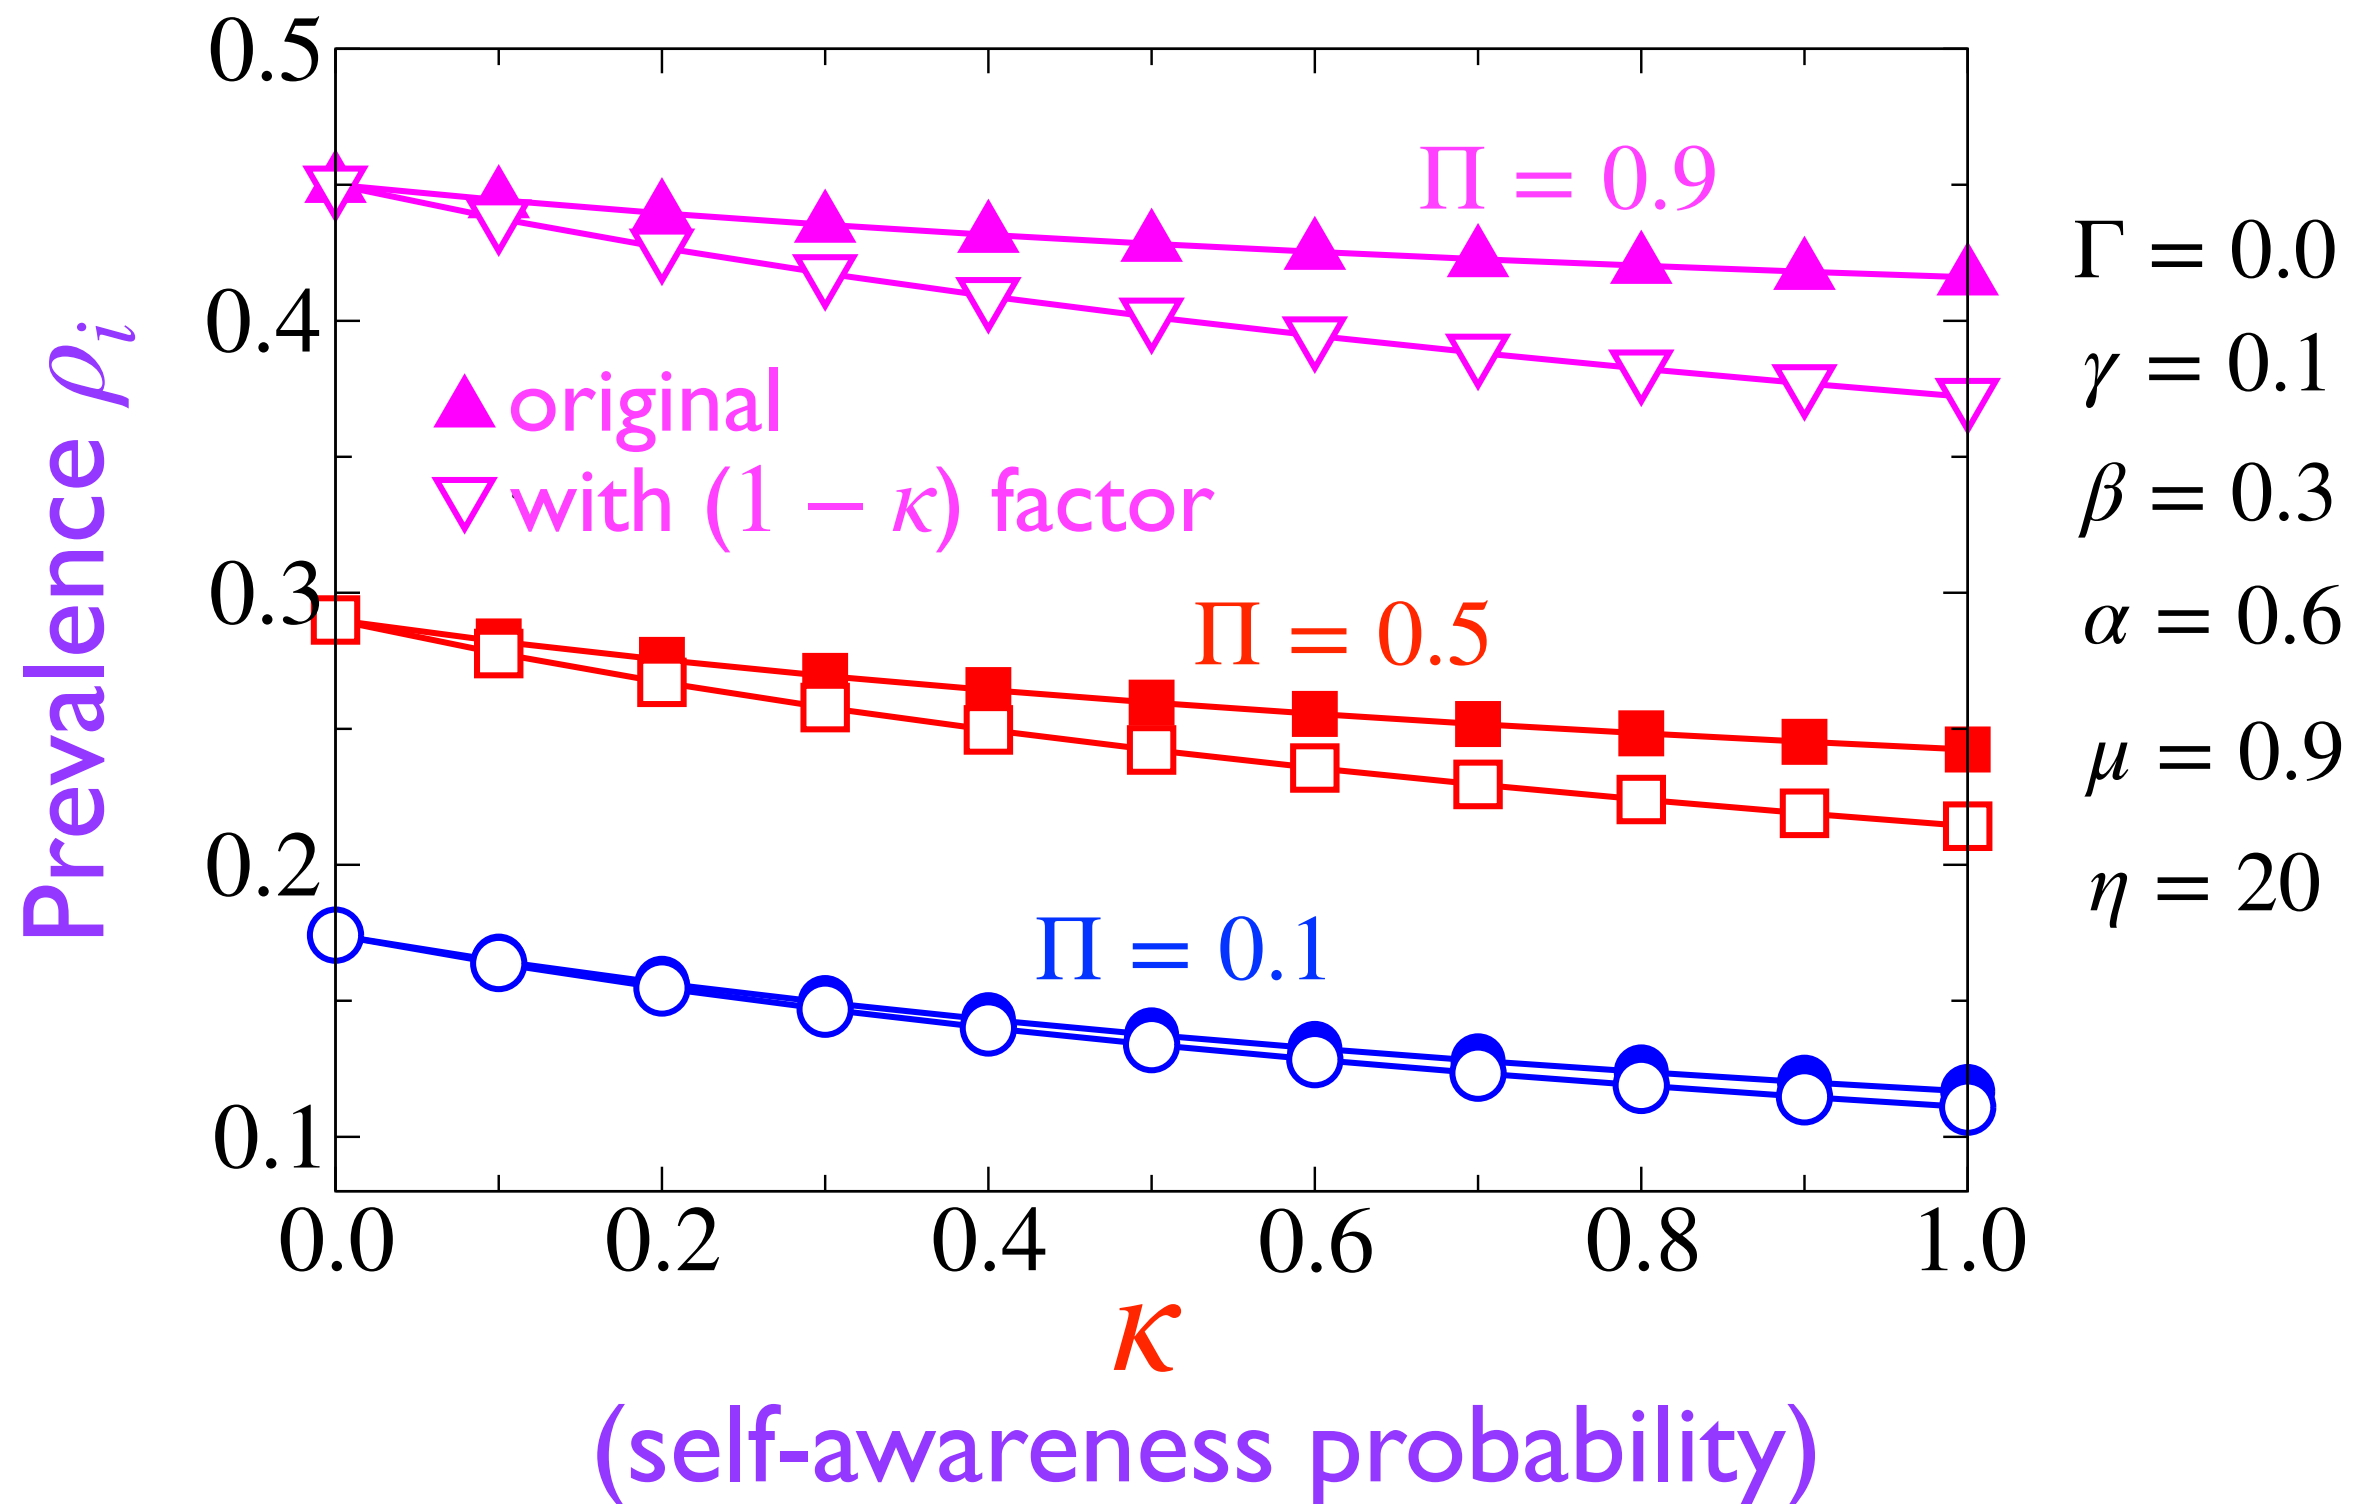 0.5
0.4
0.3
0.2
0.1
Prevalence ρi
Π = 0.9
original
with (1 − κ) factor
Π = 0.5
Π = 0.1
0.0 0.2 0.4 0.6 0.8 1.0
κ
(self-awareness probability)
Γ = 0.0
γ = 0.1
β = 0.3
α = 0.6
μ = 0.9
η = 20